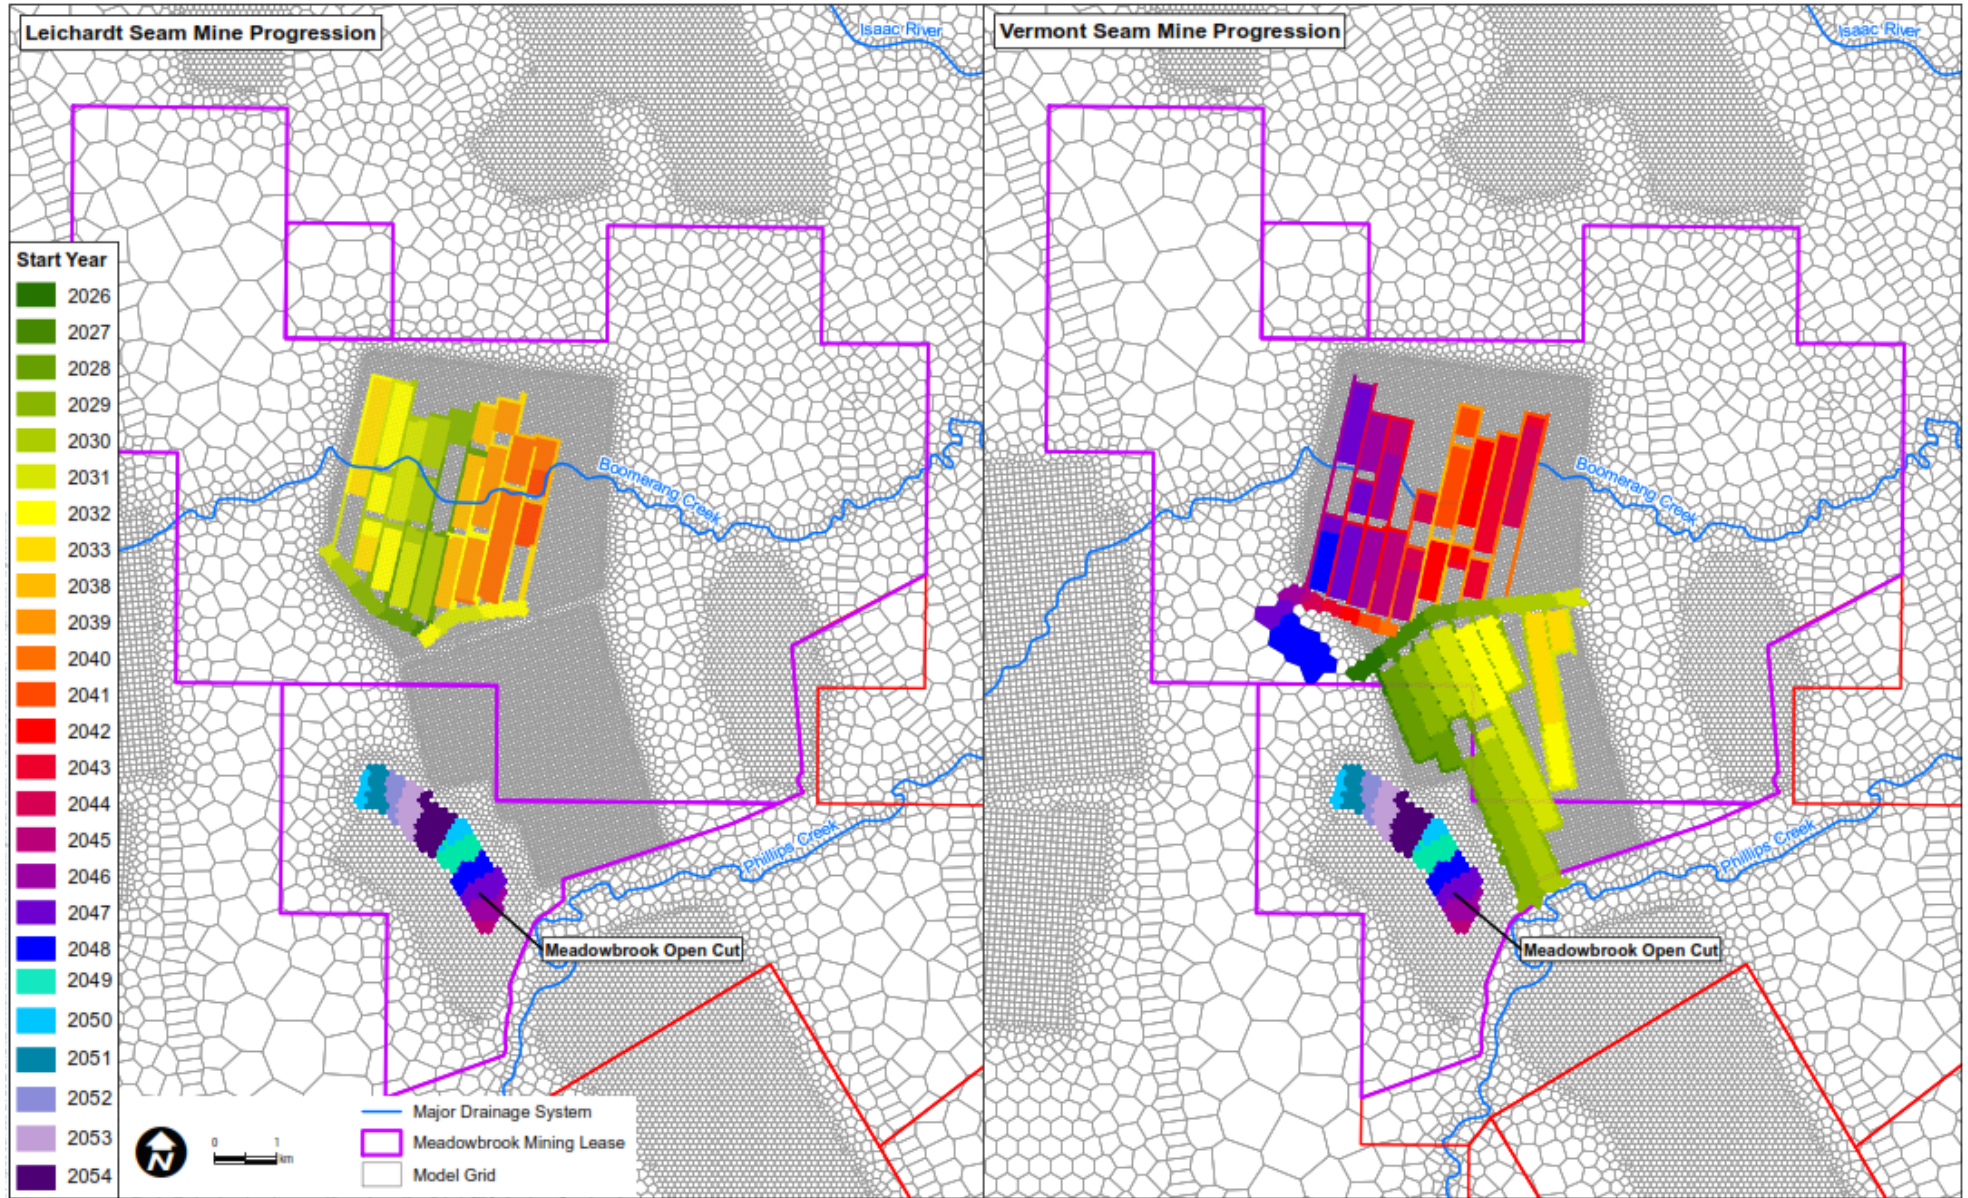 Leichardt Seam Mine Progression
Isaac River
Vermont Seam Mine Progression
Isaac River
Start Year
2026
2027
2028
2029
2030
2031
2032
2033
2038
2039
2040
2041
2042
2043
2044
2045
2046
2047
2048
2049
2050
2051
2052
2053
2054
Boomerang Creek
Phillips Creek
Meadowbrook Open Cut
Boomerang Creek
Phillips Creek
Meadowbrook Open Cut
N
0 1
km
Major Drainage System
Meadowbrook Mining Lease
Model Grid